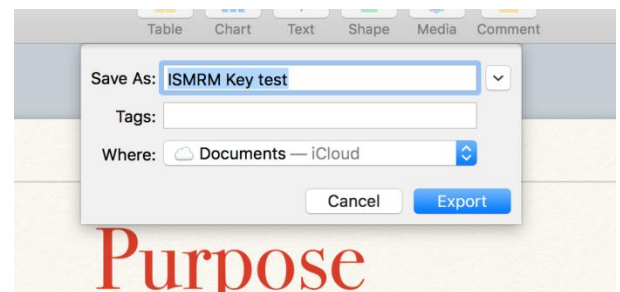 Table Chart Text Shape Media Comment
Save As: ISMRM Key test
Tags:
Where: Documents — iCloud
Cancel Export
Purpose